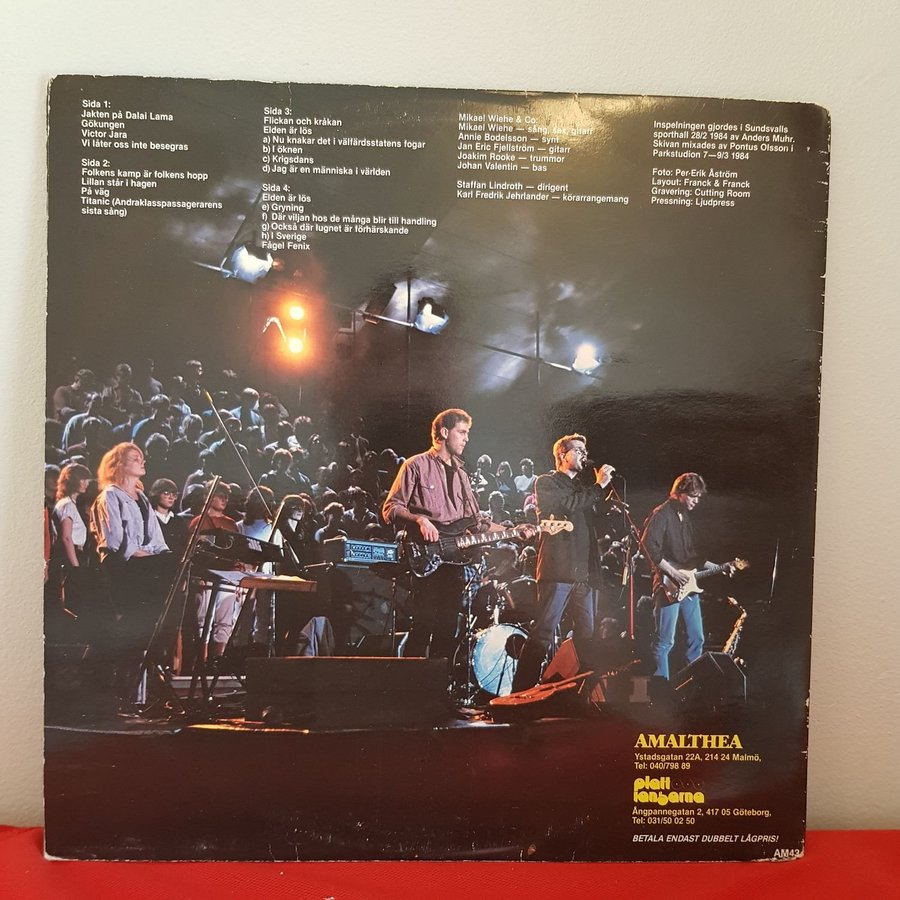 Sida 1:
Jakten på Dalai Lama
Gökungen
Victor Jara
Vi låter oss inte besegras
Sida 2:
Folkens kamp är folkens hopp
Lillan står i hagen
På väg
Titanic (Andraklasspassagerarens
sista sång)
Sida 3:
Flickan och kråkan
Elden är lös
a) Nu knakar det i välfärdsstatens fogar
b) I öknen
c) Krigsdans
d) Jag är en människa i världen
Sida 4:
Elden är lös
e) Gryning
f) Där viljan hos de många blir till handling
g) Också där lugnet är förhärskande
h) I Sverige
Fågel Fenix
Mikael Wiehe & Co:
Mikael Wiehe — sång, sax, gitarr
Annie Bodelsson — synt
Jan Eric Fjellström — gitarr
Joakim Rooke — trummor
Johan Valentin — bas
Staffan Lindroth — dirigent
Karl Fredrik Jehrlander — körarrangemang
Inspelningen gjordes i Sundsvalls
sporthall 28/2 1984 av Anders Muhr.
Skivan mixades av Pontus Olsson i
Parkstudion 7—9/3 1984
Foto: Per-Erik Åström
Layout: Franck & Franck
Gravering: Cutting Room
Pressning: Ljudpress
AMALTHEA
Ystadsgatan 22A, 214 24 Malmö,
Tel: 040/798 89
platt
langarna
Ångpannegatan 2, 417 05 Göteborg,
Tel: 031/50 02 50
BETALA ENDAST DUBBELT LÅGPRIS!
AM43